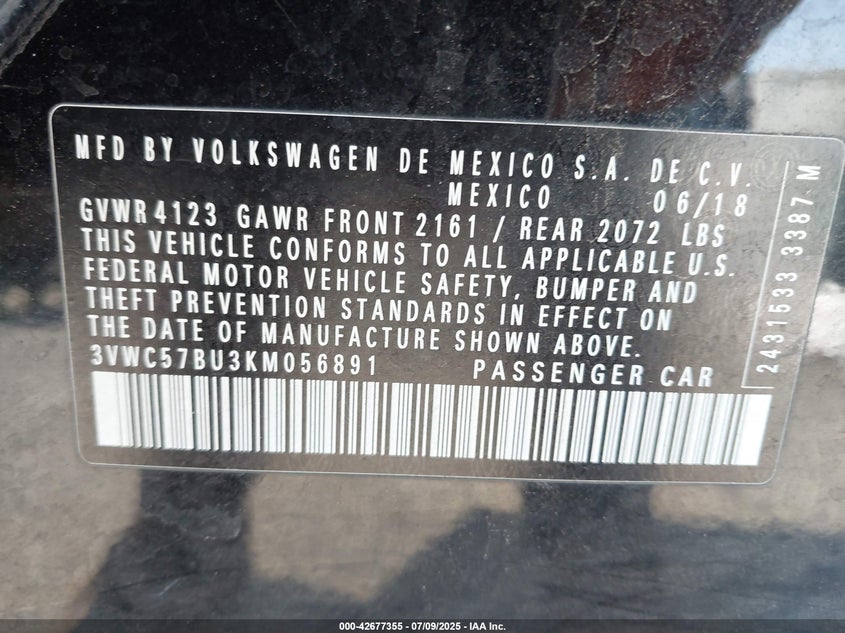 MFD BY VOLKSWAGEN DE MEXICO S.A. DE C.V.
MEXICO 06/18
GVWR 4123 GAWR FRONT 2161 / REAR 2072 LBS
THIS VEHICLE CONFORMS TO ALL APPLICABLE U.S.
FEDERAL MOTOR VEHICLE SAFETY, BUMPER AND
THEFT PREVENTION STANDARDS IN EFFECT ON
THE DATE OF MANUFACTURE SHOWN ABOVE.
3VWC57BU3KM056891 PASSENGER CAR
2431533 3387 M
000-42677355 - 07/09/2025 - IAA Inc.